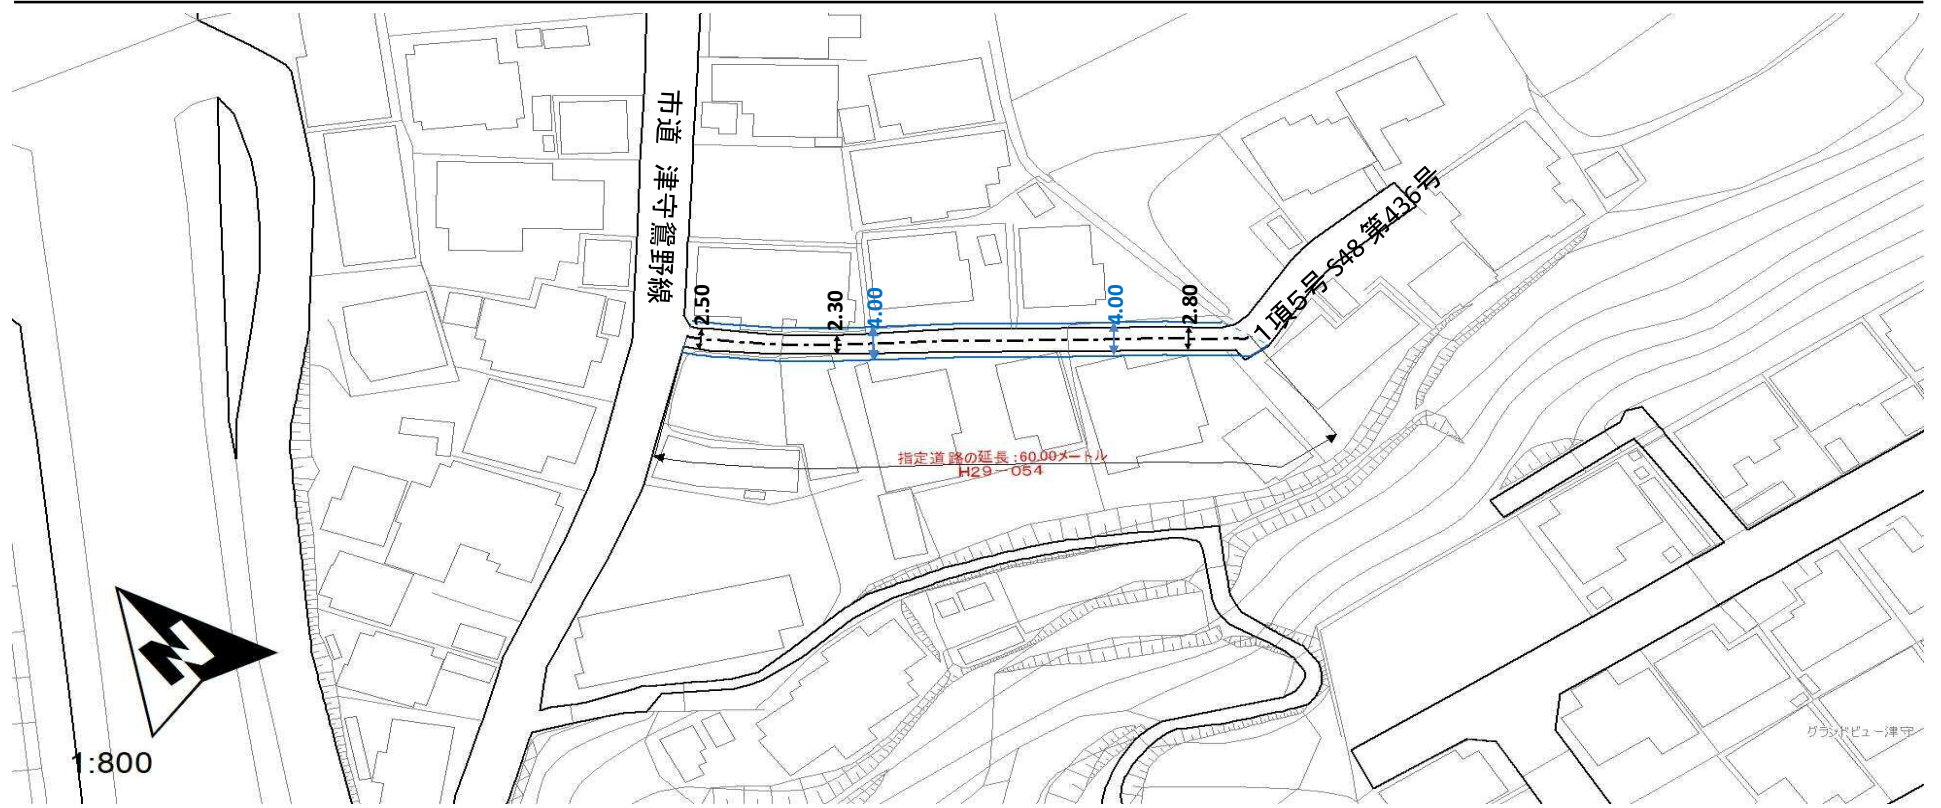 市道 津守鴛野線
2.50
2.30
4.00
4.00
2.80
1項5号 S48 第436号
指定道路の延長:60.00メートル
H29-054
N
1:800
グランドビュー津守